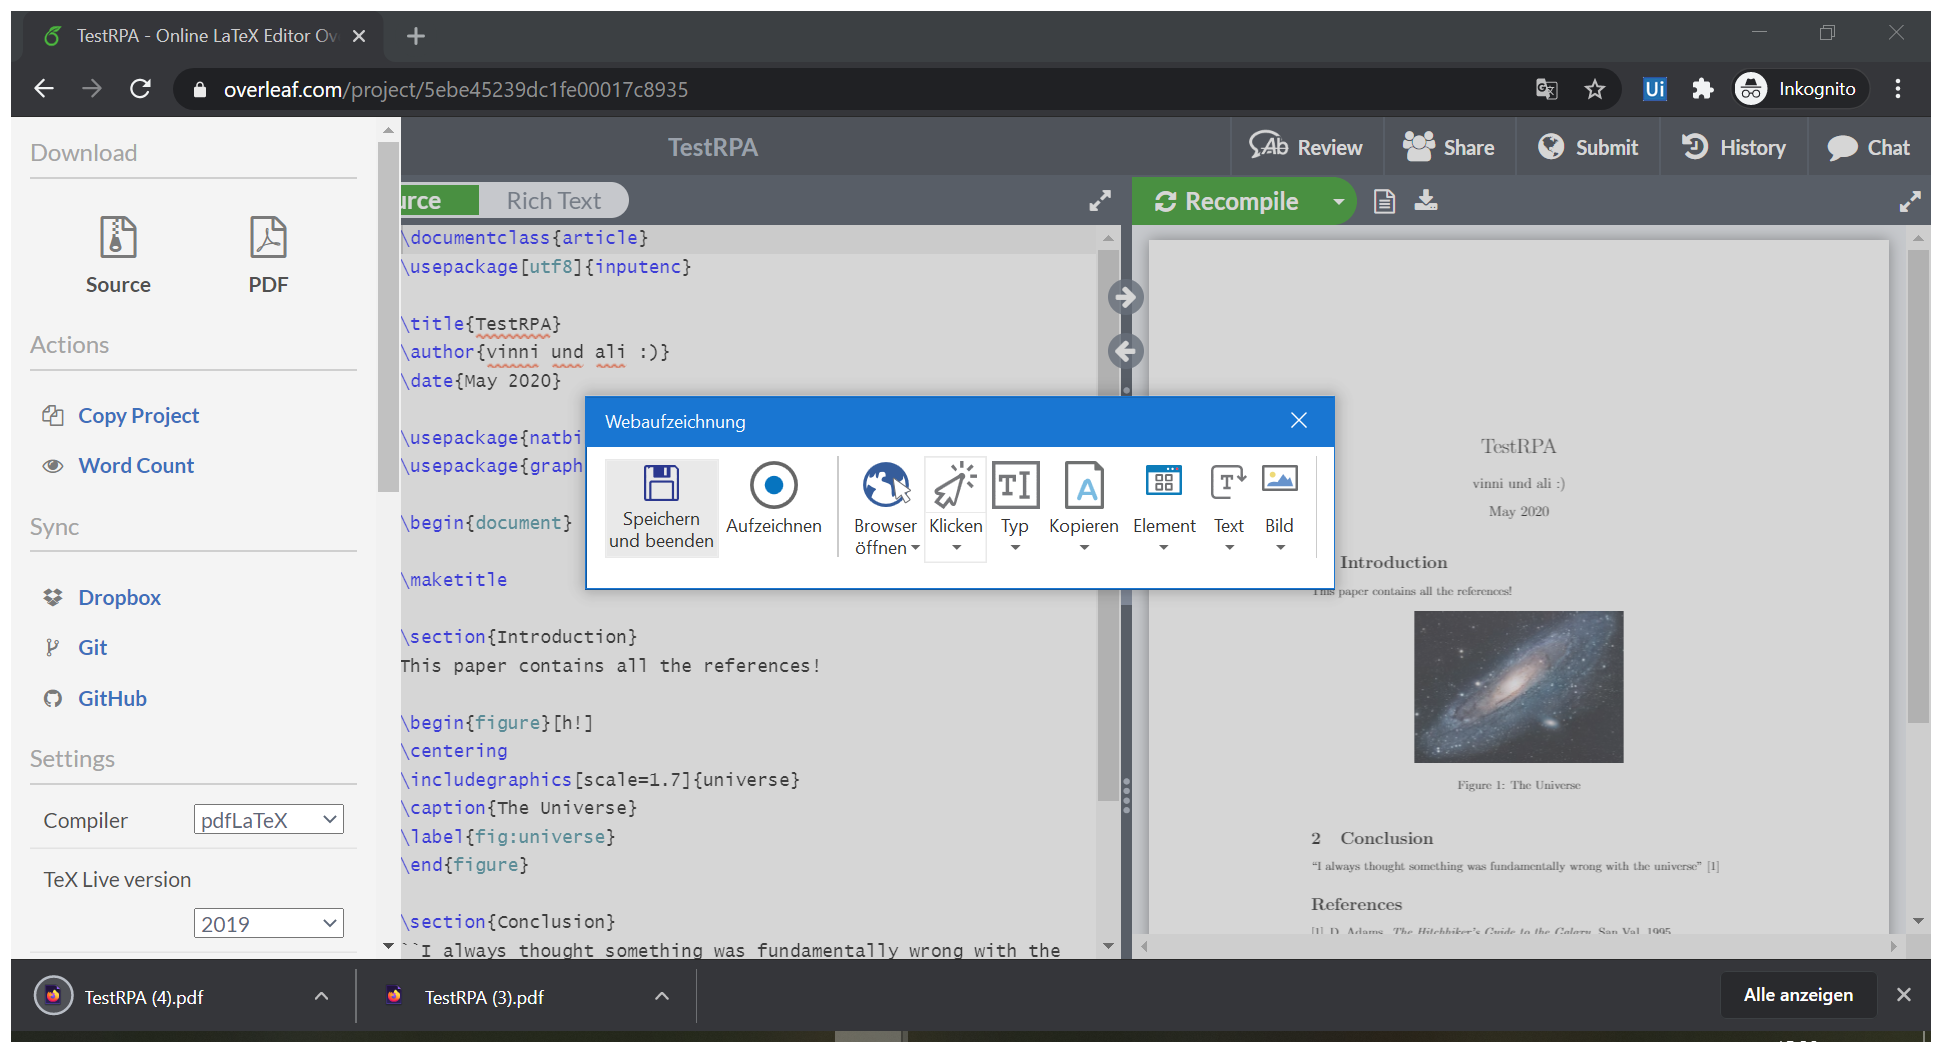 TestRPA - Online LaTeX Editor Ov
overleaf.com/project/5ebe45239dc1fe00017c8935
Ui
Inkognito
Download
Source
PDF
Actions
Copy Project
Word Count
Sync
Dropbox
Git
GitHub
Settings
Compiler
pdfLaTeX
TeX Live version
2019
TestRPA
Review
Share
Submit
History
Chat
urce
Rich Text
Recompile
\documentclass{article}
\usepackage[utf8]{inputenc}
\title{TestRPA}
\author{vinni und ali :)}
\date{May 2020}
\usepackage{natbi
\usepackage{graph
\begin{document}
\maketitle
\section{Introduction}
This paper contains all the references!
\begin{figure}[h!]
\centering
\includegraphics[scale=1.7]{universe}
\caption{The Universe}
\label{fig:universe}
\end{figure}
\section{Conclusion}
``I always thought something was fundamentally wrong with the
Webaufzeichnung
Speichern
und beenden
Aufzeichnen
Browser
öffnen
Klicken
Typ
Kopieren
Element
Text
Bild
TestRPA
vinni und ali :)
May 2020
Introduction
This paper contains all the references!
Figure 1: The Universe
2 Conclusion
“I always thought something was fundamentally wrong with the universe” [1]
References
[1] D. Adams. The Hitchhiker's Guide to the Galaxy. San Val, 1995.
TestRPA (4).pdf
TestRPA (3).pdf
Alle anzeigen